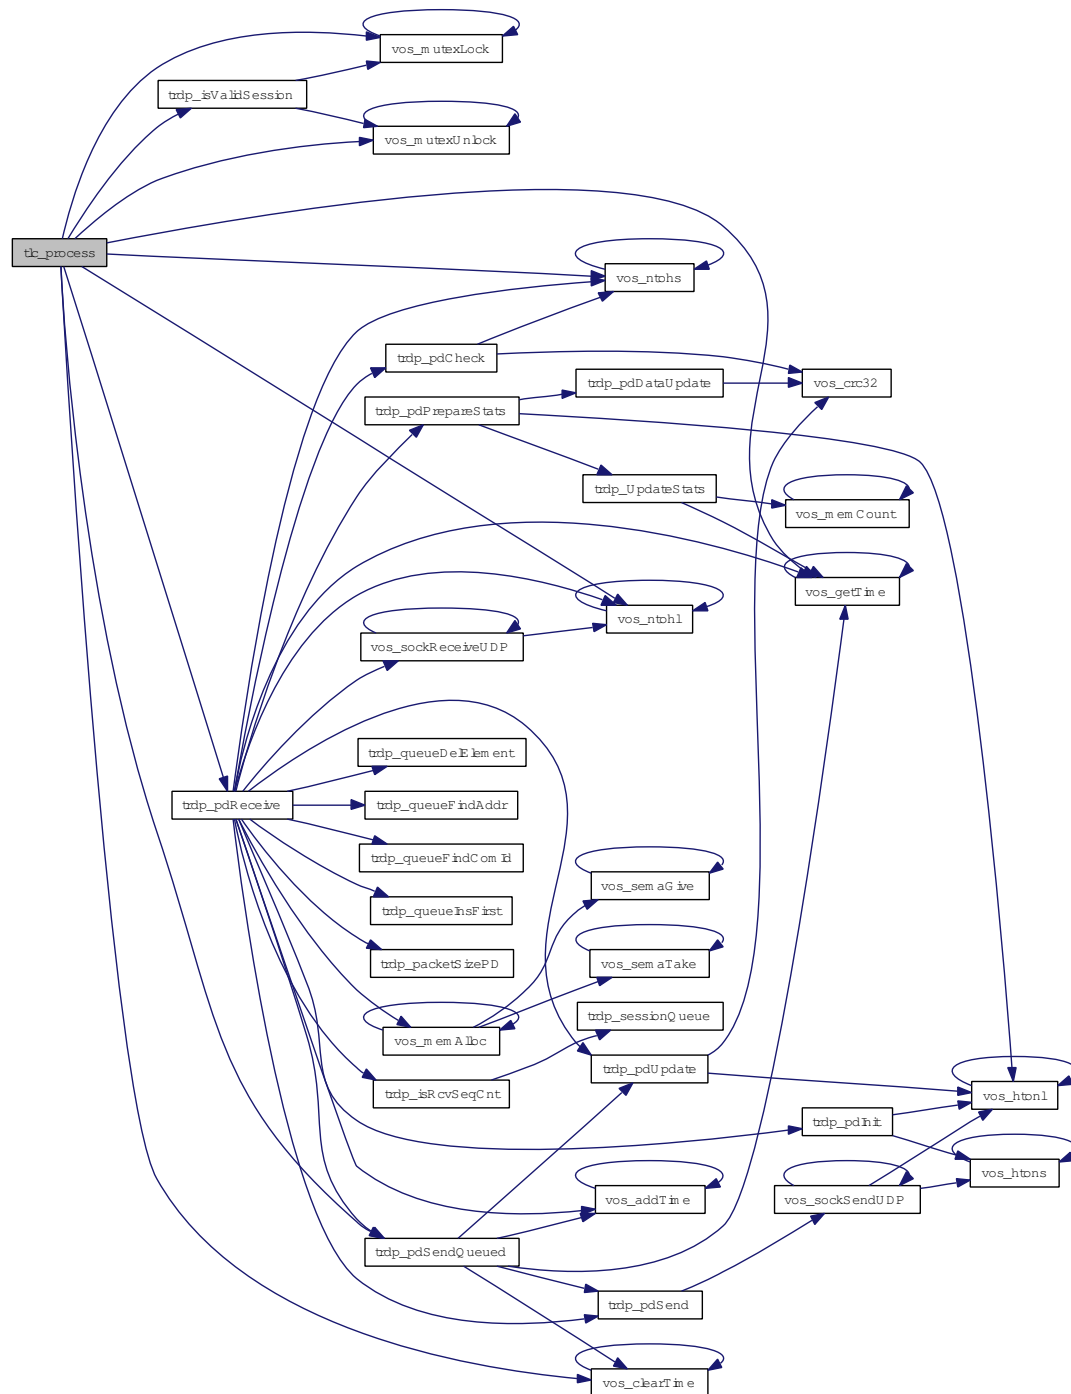 vos_mutexLock
trdp_isValidSession
vos_mutexUnlock
tlc_process
vos_ntohs
trdp_pdCheck
trdp_pdDataUpdate
vos_crc32
trdp_pdPrepareStats
trdp_UpdateStats
vos_memCount
vos_getTime
vos_ntohl
vos_sockReceiveUDP
trdp_queueDelElement
trdp_pdReceive
trdp_queueFindAddr
trdp_queueFindComId
vos_semaGive
trdp_queueInsFirst
trdp_packetSizePD
vos_semaTake
trdp_sessionQueue
vos_memAlloc
trdp_pdUpdate
trdp_isRcvSeqCnt
vos_htonl
trdp_pdInit
vos_htons
vos_addTime
vos_sockSendUDP
trdp_pdSendQueued
trdp_pdSend
vos_clearTime